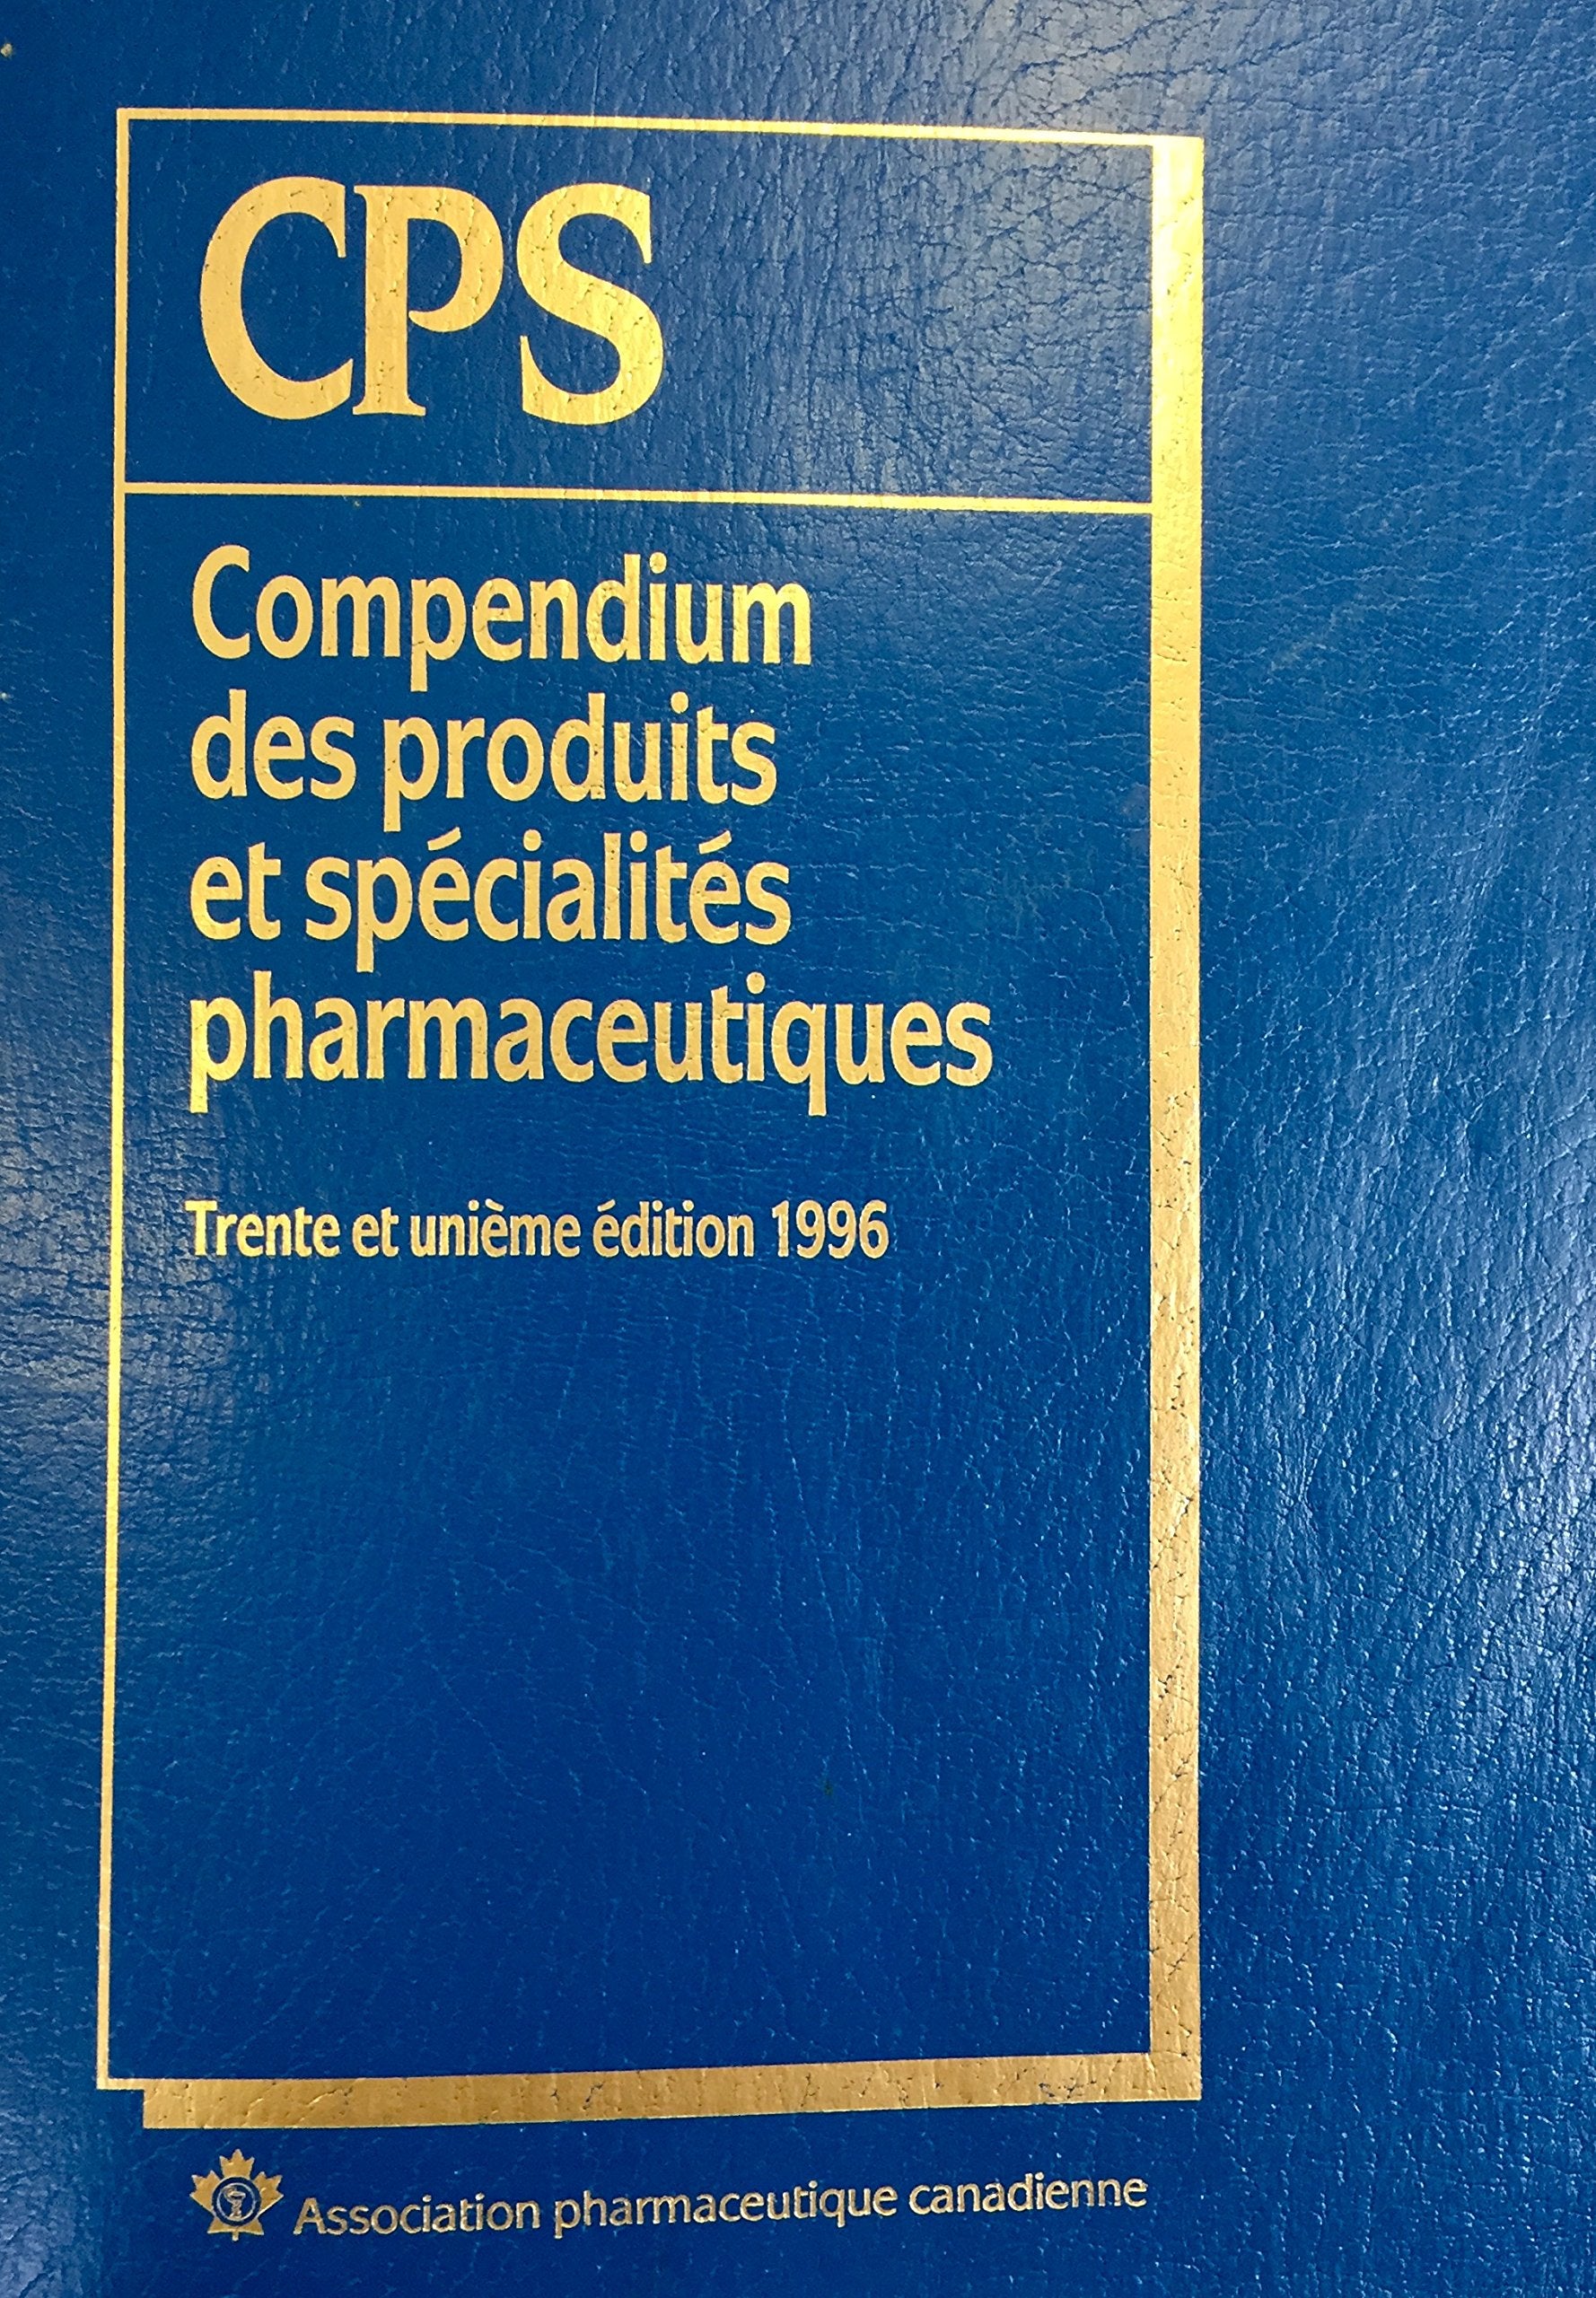 CPS
Compendium
des produits
et spécialités
pharmaceutiques
Trente et unième édition 1996
Association pharmaceutique canadienne